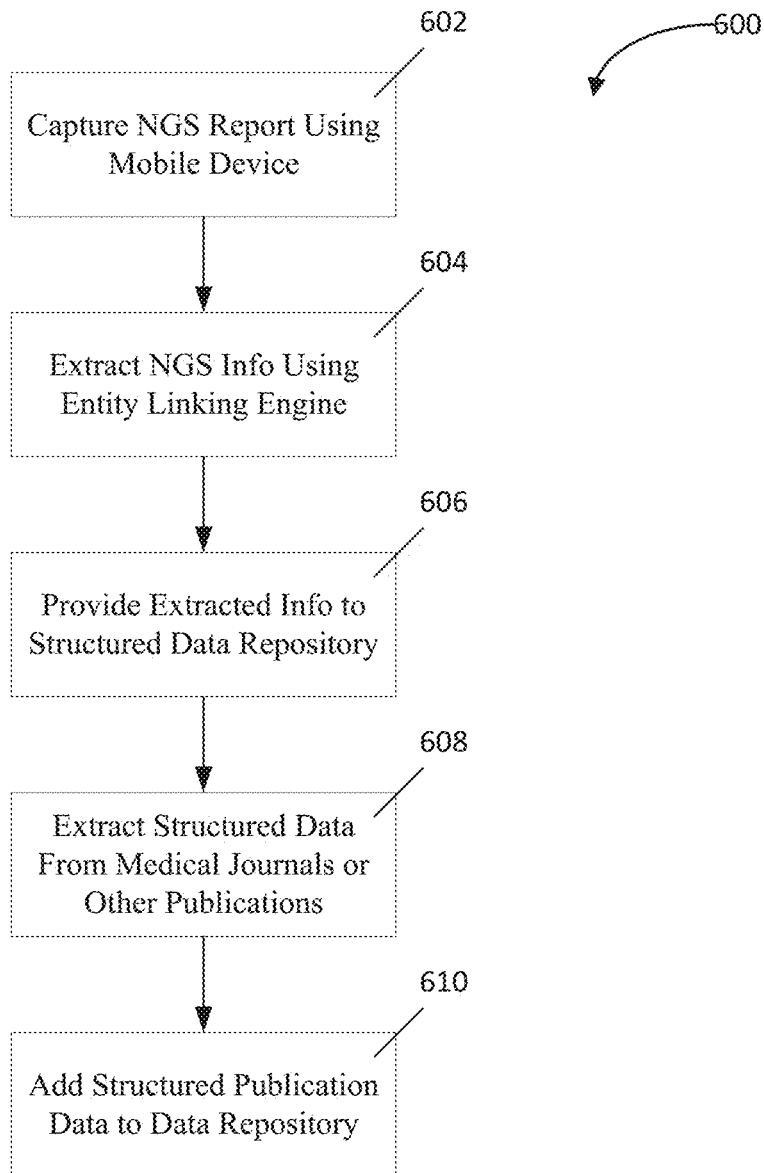 602
600
Capture NGS Report Using
Mobile Device
604
Extract NGS Info Using
Entity Linking Engine
606
Provide Extracted Info to
Structured Data Repository
608
Extract Structured Data
From Medical Journals or
Other Publications
610
Add Structured Publication
Data to Data Repository